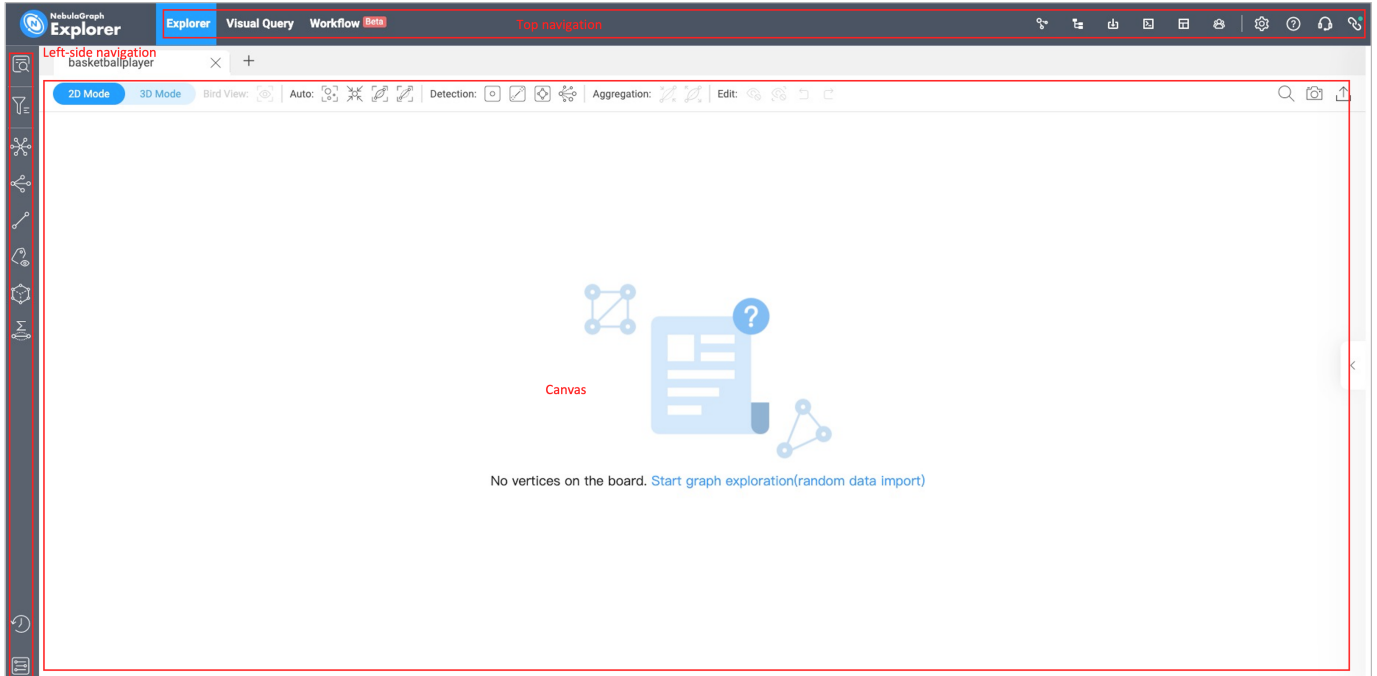 NebulaGraph
Explorer
Explorer Visual Query Workflow Beta Top navigation
Left-side navigation
basketballplayer
2D Mode 3D Mode Bird View: Auto: Detection: Aggregation: Edit:
?
Canvas
No vertices on the board. Start graph exploration(random data import)